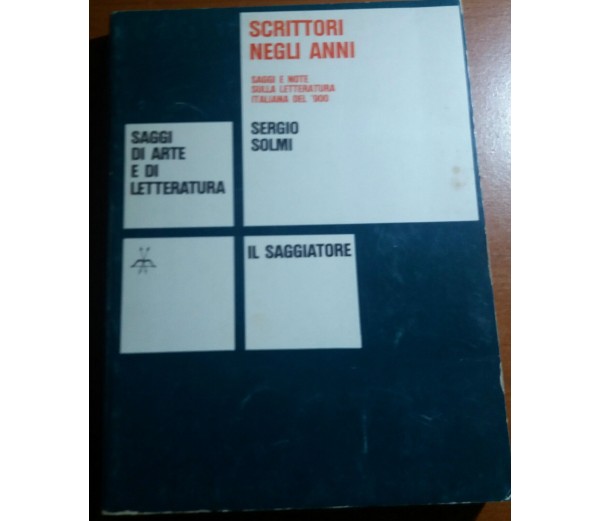 SCRITTORI
NEGLI ANNI
SAGGI E NOTE
SULLA LETTERATURA
ITALIANA DEL '900
SERGIO
SOLMI
SAGGI
DI ARTE
E DI
LETTERATURA
IL SAGGIATORE